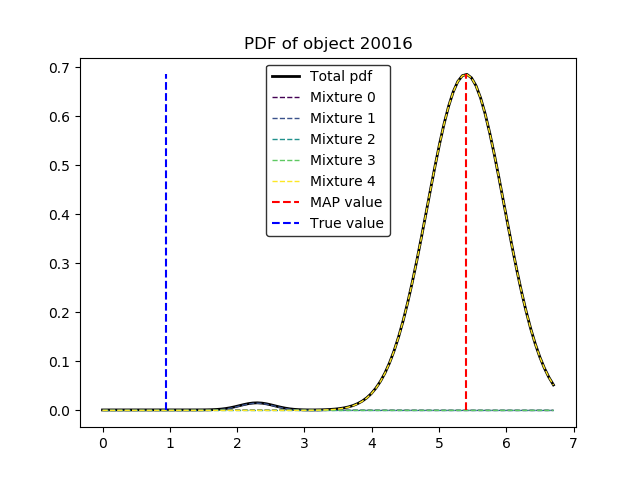 PDF of object 20016
0.7
0.6
0.5
0.4
0.3
0.2
0.1
0.0
Total pdf
Mixture 0
Mixture 1
Mixture 2
Mixture 3
Mixture 4
MAP value
True value
0 1 2 3 4 5 6 7